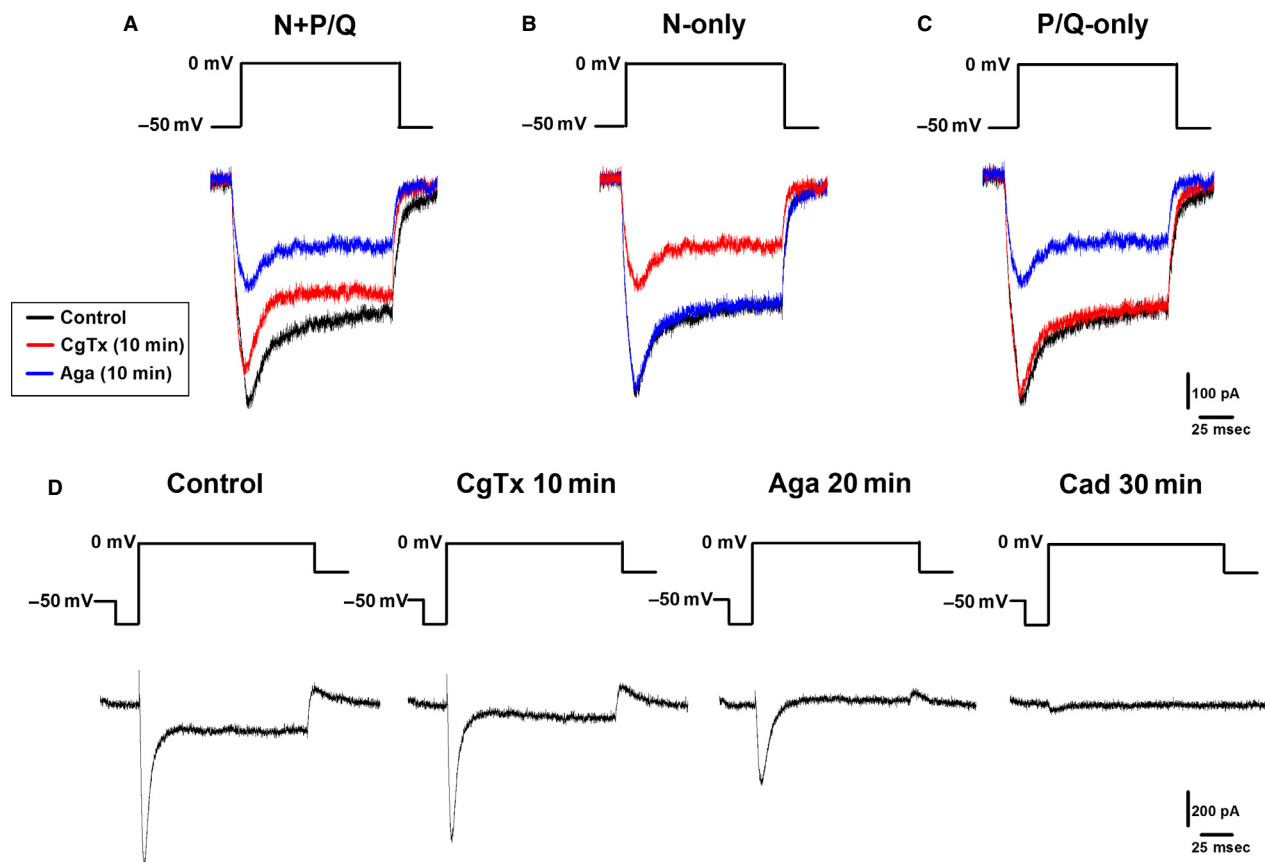 A
N+P/Q
B
N-only
C
P/Q-only
0 mV
–50 mV
0 mV
–50 mV
0 mV
–50 mV
Control
CgTx (10 min)
Aga (10 min)
100 pA
25 msec
D
Control
CgTx 10 min
Aga 20 min
Cad 30 min
0 mV
–50 mV
0 mV
–50 mV
0 mV
–50 mV
0 mV
–50 mV
200 pA
25 msec